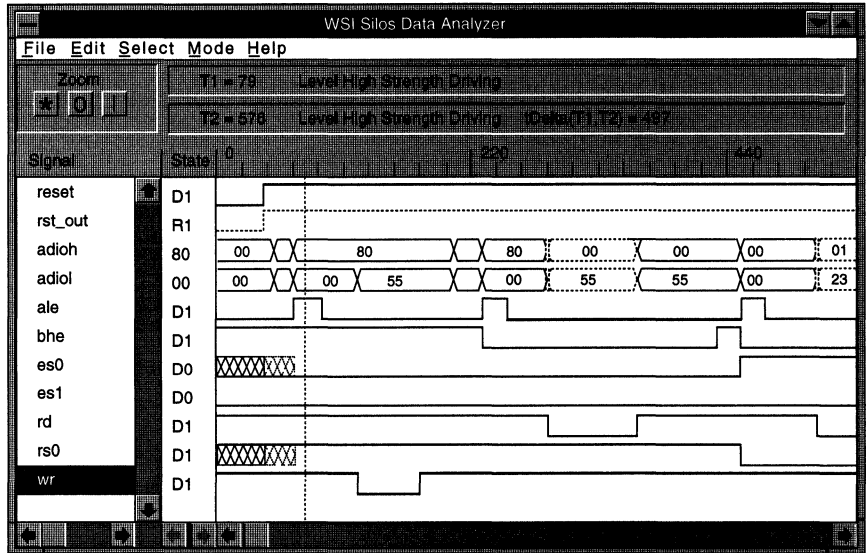 WSI Silos Data Analyzer
File Edit Select Mode Help
Zoom
* 0 !
T1 = 79 Level High Strength Driving
T2 = 576 Level High Strength Driving tDelta(T1,T2) = 497
Signal State 0 220 440
reset D1
rst_out R1
adioh 80 00 80 80 00 00 00 01
adiol 00 00 00 55 00 55 55 00 23
ale D1
bhe D1
es0 D0
es1 D0
rd D1
rs0 D1
wr D1